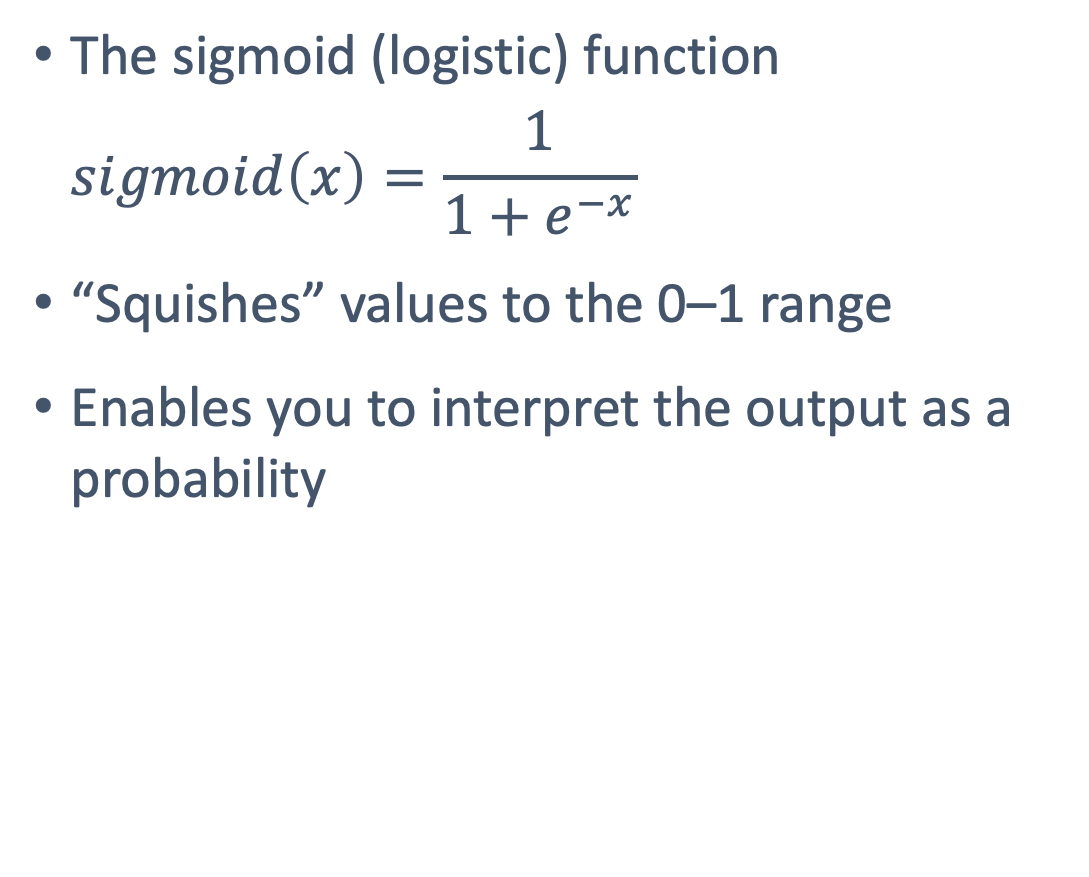 • The sigmoid (logistic) function
sigmoid(x) = 1 / (1 + e^−x)
• “Squishes” values to the 0–1 range
• Enables you to interpret the output as a
probability